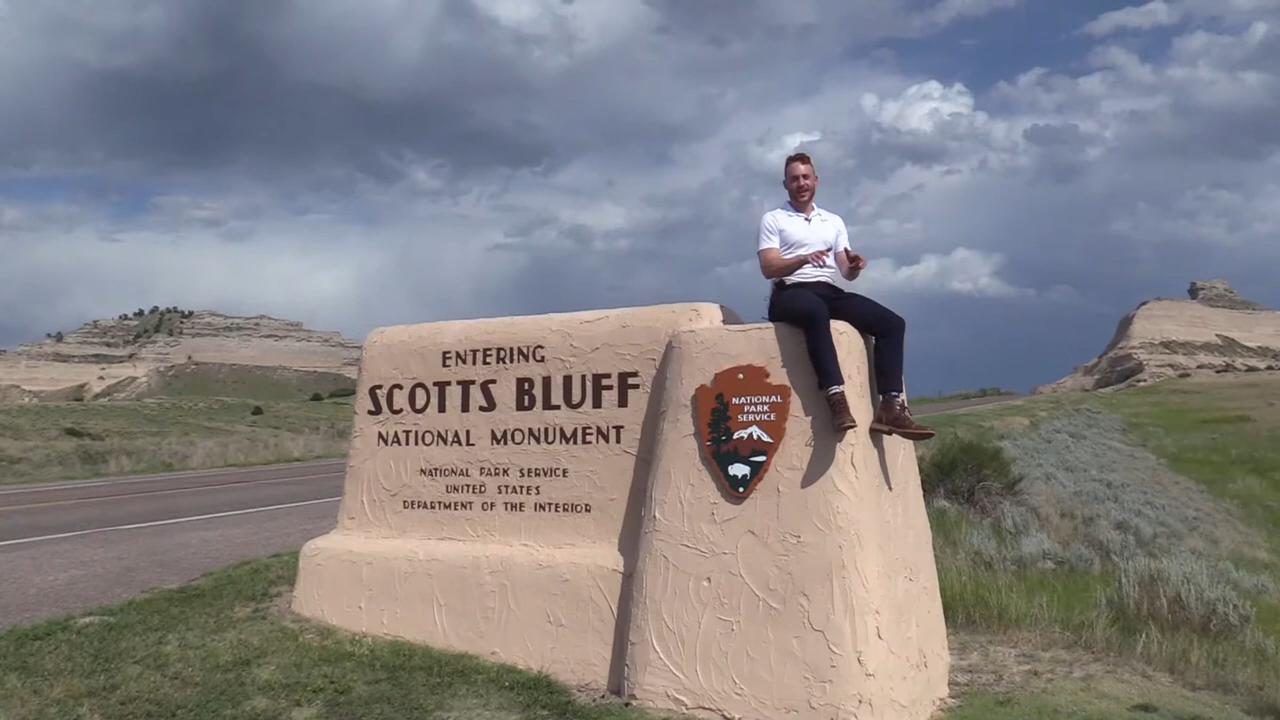 ENTERING
SCOTTS BLUFF
NATIONAL MONUMENT
NATIONAL PARK SERVICE
UNITED STATES
DEPARTMENT OF THE INTERIOR
NATIONAL
PARK
SERVICE